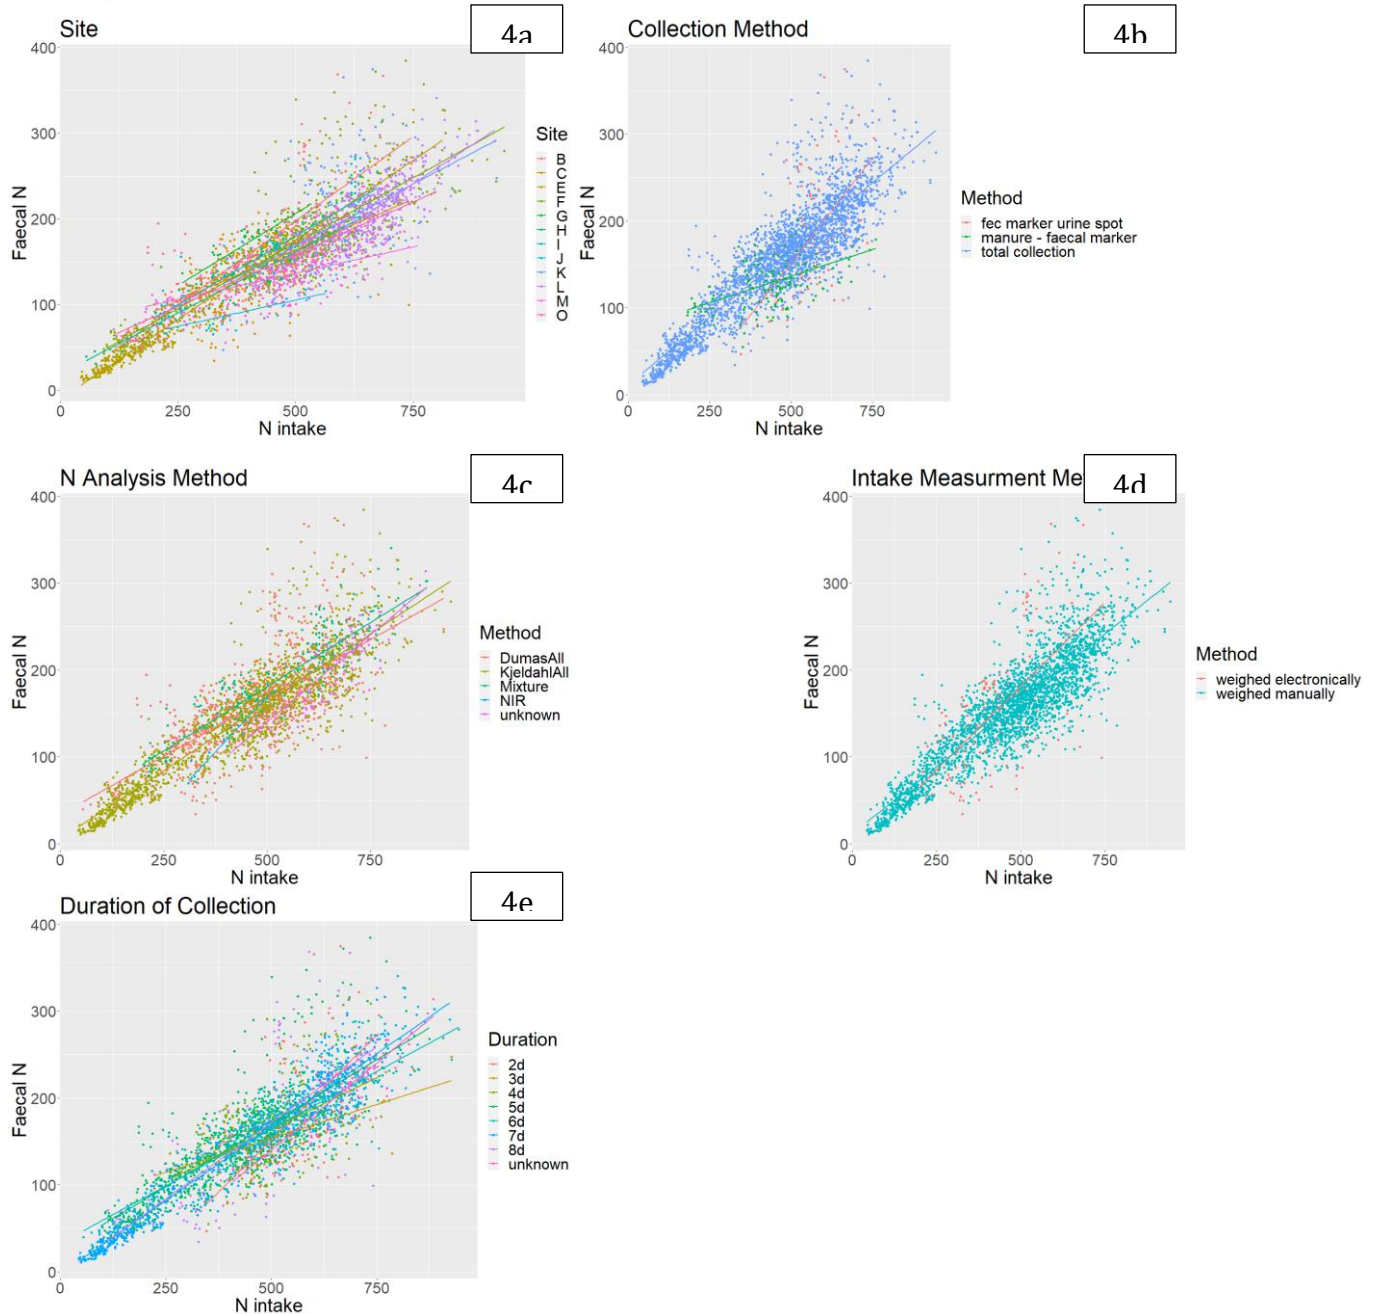 Site
4a
400
300
200
100
0
Faecal N
0 250 500 750
N intake
Site
B
C
E
F
G
H
I
J
K
L
M
O
Collection Method
4b
400
300
200
100
0
Faecal N
0 250 500 750
N intake
Method
fec marker urine spot
manure - faecal marker
total collection
N Analysis Method
4c
400
300
200
100
0
Faecal N
0 250 500 750
N intake
Method
DumasAll
KjeldahlAll
Mixture
NIR
unknown
Intake Measurment Me
4d
400
300
200
100
0
Faecal N
0 250 500 750
N intake
Method
weighed electronically
weighed manually
Duration of Collection
4e
400
300
200
100
0
Faecal N
0 250 500 750
N intake
Duration
2d
3d
4d
5d
6d
7d
8d
unknown